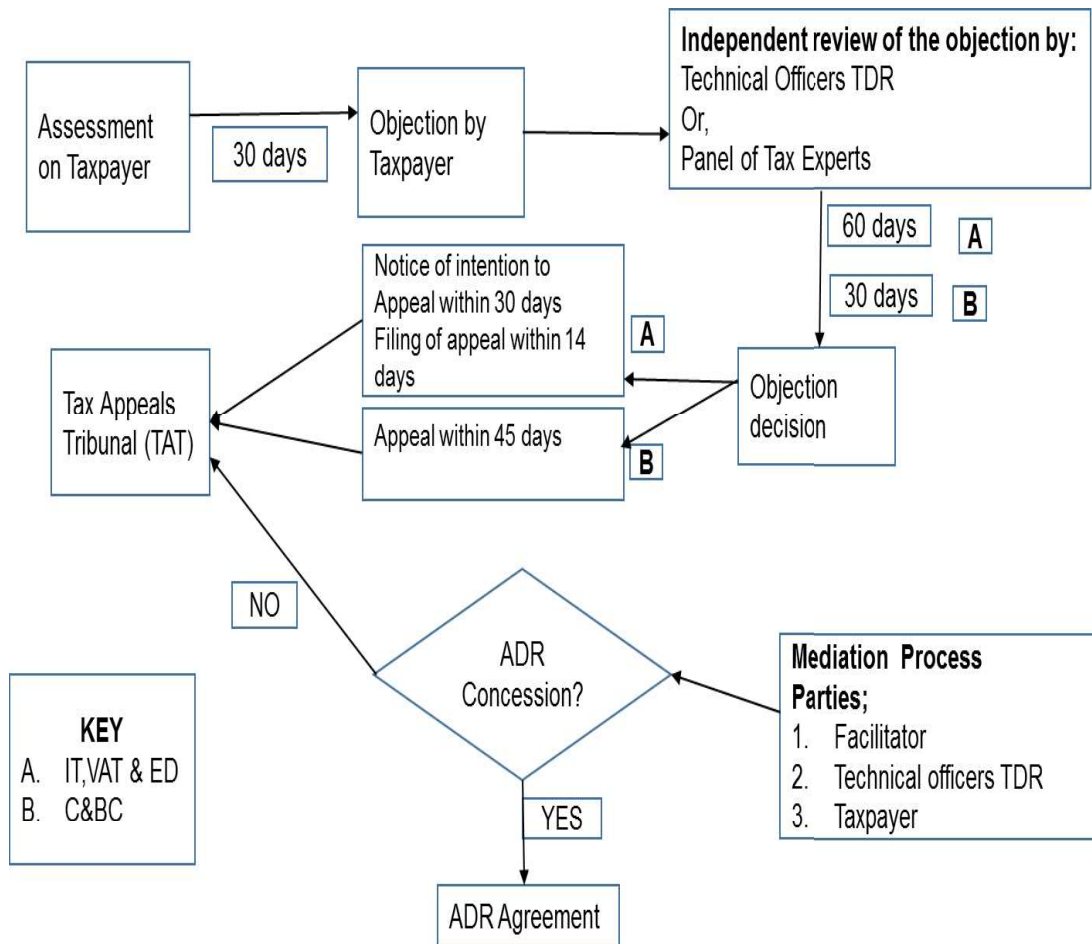 Assessment
on Taxpayer
30 days
Objection by
Taxpayer
Independent review of the objection by:
Technical Officers TDR
Or,
Panel of Tax Experts
60 days
A
30 days
B
Notice of intention to
Appeal within 30 days
Filing of appeal within 14
days
A
Appeal within 45 days
B
Objection
decision
Tax Appeals
Tribunal (TAT)
NO
ADR
Concession?
Mediation Process
Parties;
1. Facilitator
2. Technical officers TDR
3. Taxpayer
KEY
A. IT,VAT & ED
B. C&BC
YES
ADR Agreement